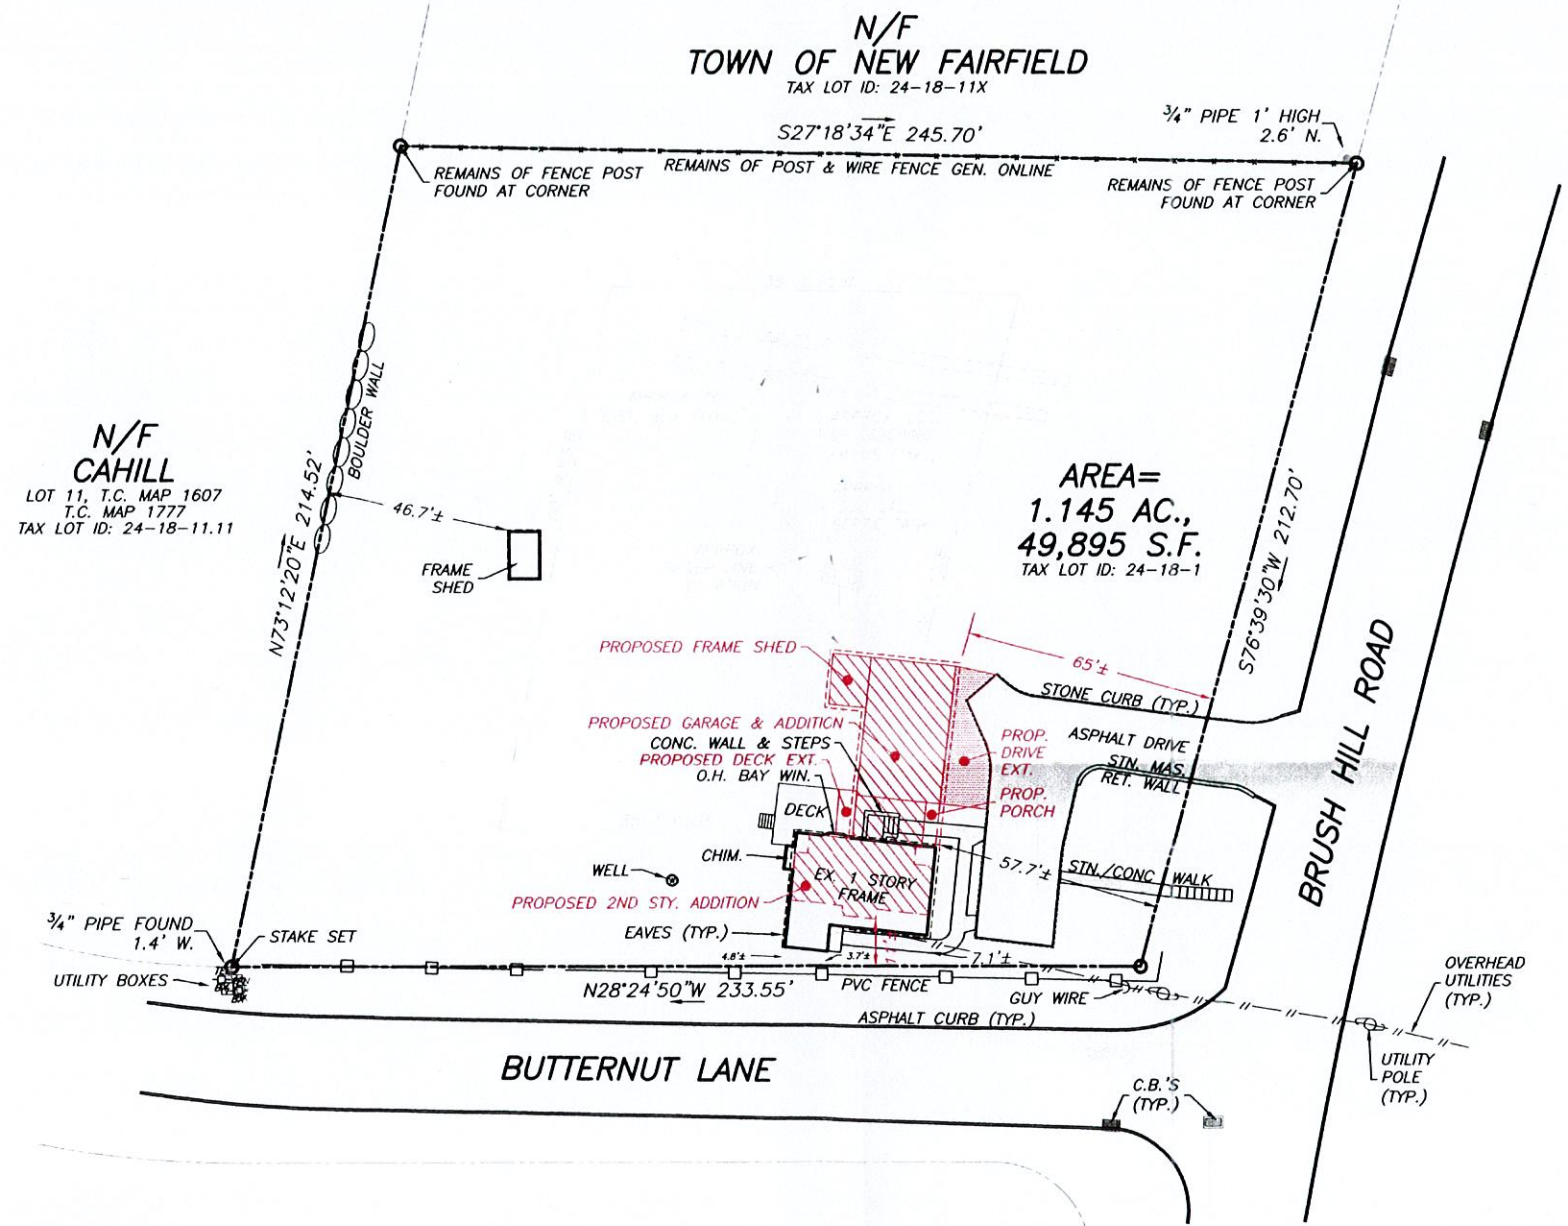 N/F
TOWN OF NEW FAIRFIELD
TAX LOT ID: 24-18-11X
S27°18'34"E 245.70'
3/4" PIPE 1' HIGH
2.6' N.
REMAINS OF FENCE POST
FOUND AT CORNER
REMAINS OF POST & WIRE FENCE GEN. ONLINE
REMAINS OF FENCE POST
FOUND AT CORNER
BOULDER WALL
N/F
CAHILL
LOT 11, T.C. MAP 1607
T.C. MAP 1777
TAX LOT ID: 24-18-11.11
N73°12'20"E 214.52'
46.7'±
FRAME
SHED
AREA=
1.145 AC.,
49,895 S.F.
TAX LOT ID: 24-18-1
S76°39'30"W 212.70'
PROPOSED FRAME SHED
65'±
STONE CURB (TYP.)
PROPOSED GARAGE & ADDITION
CONC. WALL & STEPS
PROPOSED DECK EXT.
O.H. BAY WIN.
PROP.
DRIVE
EXT.
ASPHALT DRIVE
STN. MAS.
RET. WALL
PROP.
PORCH
DECK
CHIM.
WELL
EX. 1 STORY
FRAME
57.7'±
STN./CONC WALK
PROPOSED 2ND STY. ADDITION
EAVES (TYP.)
BRUSH HILL ROAD
3/4" PIPE FOUND
1.4' W.
STAKE SET
UTILITY BOXES
4.8'±
3.7'±
7.1'±
N28°24'50"W 233.55'
PVC FENCE
GUY WIRE
ASPHALT CURB (TYP.)
OVERHEAD
UTILITIES
(TYP.)
BUTTERNUT LANE
UTILITY
POLE
(TYP.)
C.B.'S
(TYP.)